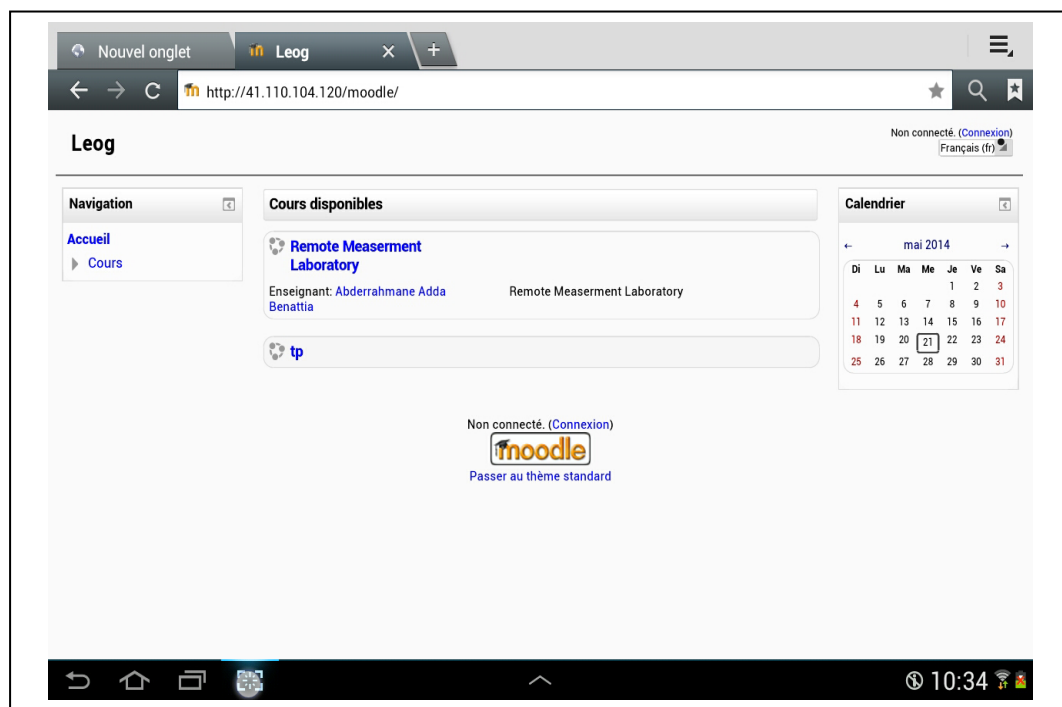 Nouvel onglet
Leog
http://41.110.104.120/moodle/
Leog
Non connecté. (Connexion)
Français (fr)
Navigation
Accueil
Cours
Cours disponibles
Remote Measerment
Laboratory
Enseignant: Abderrahmane Adda
Benattia
Remote Measerment Laboratory
tp
Calendrier
← mai 2014 →
Di Lu Ma Me Je Ve Sa
1 2 3
4 5 6 7 8 9 10
11 12 13 14 15 16 17
18 19 20 21 22 23 24
25 26 27 28 29 30 31
Non connecté. (Connexion)
moodle
Passer au thème standard
10:34